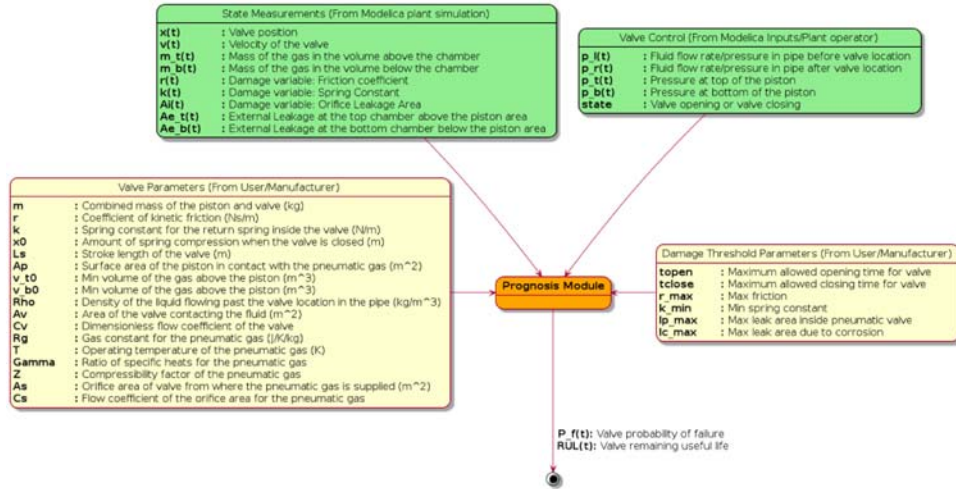 State Measurements (From Modelica plant simulation)
x(t) : Valve position
v(t) : Velocity of the valve
m_t(t) : Mass of the gas in the volume above the chamber
m_b(t) : Mass of the gas in the volume below the chamber
r(t) : Damage variable: Friction coefficient
k(t) : Damage variable: Spring Constant
Ai(t) : Damage variable: Orifice Leakage Area
Ae_t(t) : External Leakage at the top chamber above the piston area
Ae_b(t) : External Leakage at the bottom chamber below the piston area
Valve Control (From Modelica Inputs/Plant operator)
p_l(t) : Fluid flow rate/pressure in pipe before valve location
p_r(t) : Fluid flow rate/pressure in pipe after valve location
p_t(t) : Pressure at top of the piston
p_b(t) : Pressure at bottom of the piston
state : Valve opening or valve closing
Valve Parameters (From User/Manufacturer)
m : Combined mass of the piston and valve (kg)
r : Coefficient of kinetic friction (Ns/m)
k : Spring constant for the return spring inside the valve (N/m)
x0 : Amount of spring compression when the valve is closed (m)
Ls : Stroke length of the valve (m)
Ap : Surface area of the piston in contact with the pneumatic gas (m^2)
v_t0 : Min volume of the gas above the piston (m^3)
v_b0 : Min volume of the gas above the piston (m^3)
Rho : Density of the liquid flowing past the valve location in the pipe (kg/m^3)
Av : Area of the valve contacting the fluid (m^2)
Cv : Dimensionless flow coefficient of the valve
Rg : Gas constant for the pneumatic gas (J/K/kg)
T : Operating temperature of the pneumatic gas (K)
Gamma : Ratio of specific heats for the pneumatic gas
Z : Compressibility factor of the pneumatic gas
As : Orifice area of valve from where the pneumatic gas is supplied (m^2)
Cs : Flow coefficient of the orifice area for the pneumatic gas
Prognosis Module
Damage Threshold Parameters (From User/Manufacturer)
topen : Maximum allowed opening time for valve
tclose : Maximum allowed closing time for valve
r_max : Max friction
k_min : Min spring constant
lp_max : Max leak area inside pneumatic valve
lc_max : Max leak area due to corrosion
P_f(t): Valve probability of failure
RUL(t): Valve remaining useful life